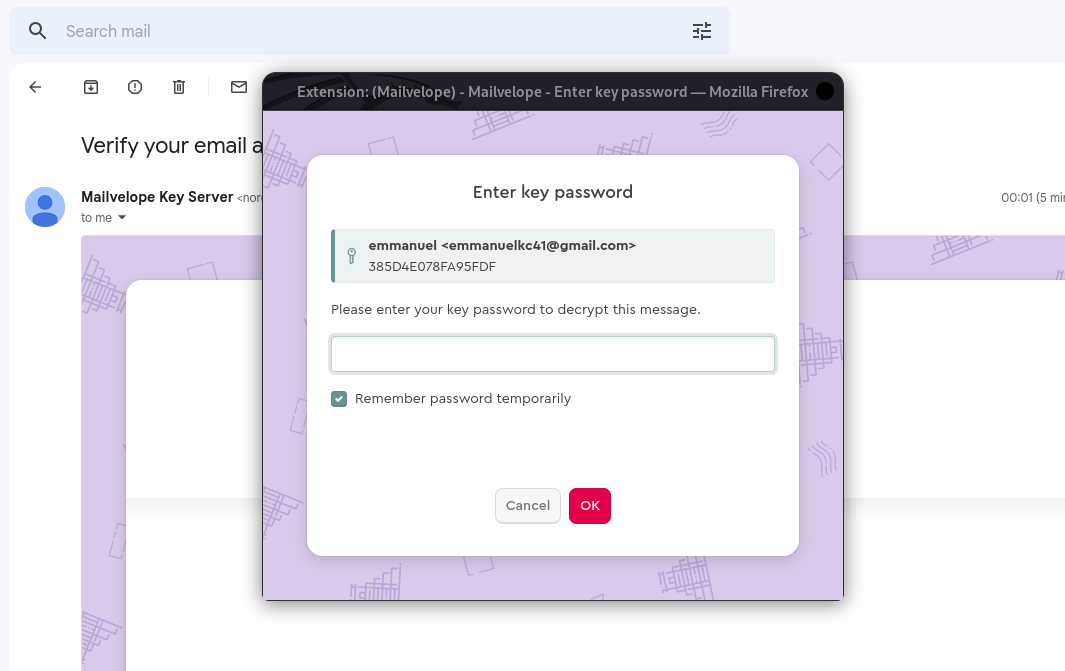 Search mail
Extension: (Mailvelope) - Mailvelope - Enter key password — Mozilla Firefox
Verify your email a
Mailvelope Key Server <nor
00:01 (5 mi
to me
Enter key password
emmanuel <emmanuelkc41@gmail.com>
385D4E078FA95FDF
Please enter your key password to decrypt this message.
Remember password temporarily
Cancel
OK